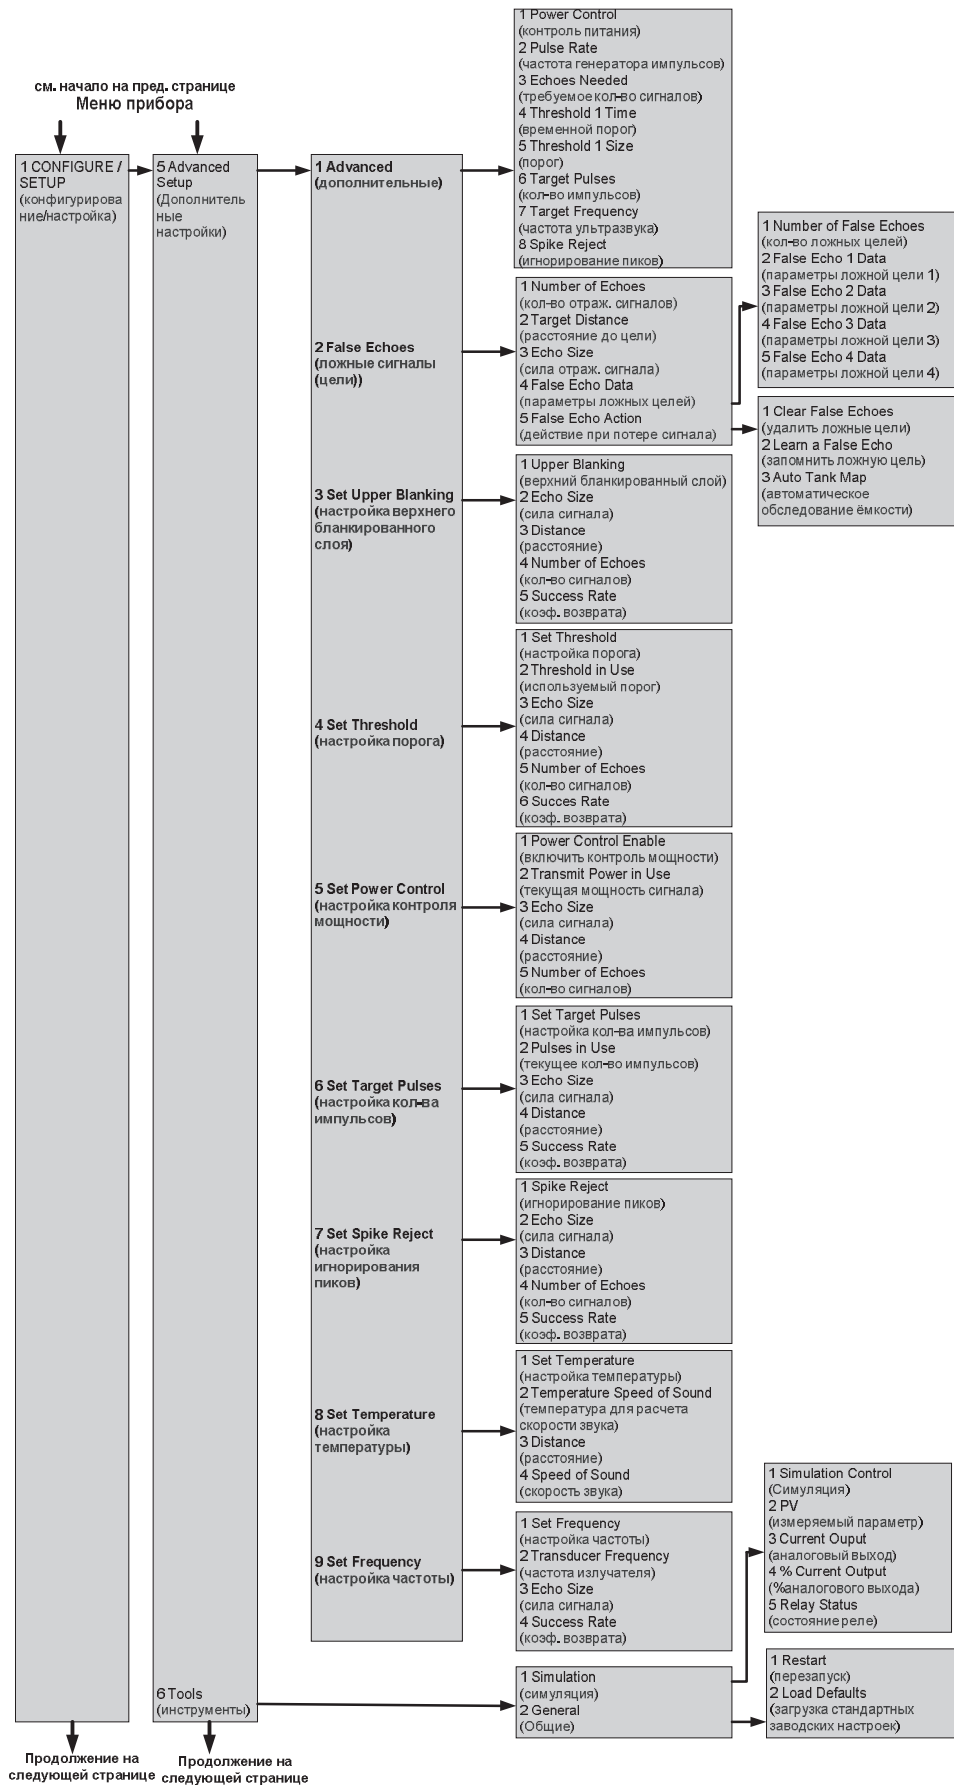 см. начало на пред. странице
Меню прибора
1 CONFIGURE /
SETUP
(конфигурирова
ние/настройка)
5 Advanced
Setup
(Дополнитель
ные
настройки)
1 Advanced
(дополнительные)
1 Power Control
(контроль питания)
2 Pulse Rate
(частота генератора импульсов)
3 Echoes Needed
(требуемое кол-во сигналов)
4 Threshold 1 Time
(временной порог)
5 Threshold 1 Size
(порог)
6 Target Pulses
(кол-во импульсов)
7 Target Frequency
(частота ультразвука)
8 Spike Reject
(игнорирование пиков)
2 False Echoes
(ложные сигналы
(цели))
1 Number of Echoes
(кол-во отраж. сигналов)
2 Target Distance
(расстояние до цели)
3 Echo Size
(сила отраж. сигнала)
4 False Echo Data
(параметры ложных целей)
5 False Echo Action
(действие при потере сигнала)
1 Number of False Echoes
(кол-во ложных целей)
2 False Echo 1 Data
(параметры ложной цели 1)
3 False Echo 2 Data
(параметры ложной цели 2)
4 False Echo 3 Data
(параметры ложной цели 3)
5 False Echo 4 Data
(параметры ложной цели 4)
1 Clear False Echoes
(удалить ложные цели)
2 Learn a False Echo
(запомнить ложную цель)
3 Auto Tank Map
(автоматическое
обследование ёмкости)
3 Set Upper Blanking
(настройка верхнего
бланкированного
слоя)
1 Upper Blanking
(верхний бланкированный слой)
2 Echo Size
(сила сигнала)
3 Distance
(расстояние)
4 Number of Echoes
(кол-во сигналов)
5 Success Rate
(коэф. возврата)
4 Set Threshold
(настройка порога)
1 Set Threshold
(настройка порога)
2 Threshold in Use
(используемый порог)
3 Echo Size
(сила сигнала)
4 Distance
(расстояние)
5 Number of Echoes
(кол-во сигналов)
6 Succes Rate
(коэф. возврата)
5 Set Power Control
(настройка контроля
мощности)
1 Power Control Enable
(включить контроль мощности)
2 Transmit Power in Use
(текущая мощность сигнала)
3 Echo Size
(сила сигнала)
4 Distance
(расстояние)
5 Number of Echoes
(кол-во сигналов)
6 Set Target Pulses
(настройка кол-ва
импульсов)
1 Set Target Pulses
(настройка кол-ва импульсов)
2 Pulses in Use
(текущее кол-во импульсов)
3 Echo Size
(сила сигнала)
4 Distance
(расстояние)
5 Success Rate
(коэф. возврата)
7 Set Spike Reject
(настройка
игнорирования
пиков)
1 Spike Reject
(игнорирование пиков)
2 Echo Size
(сила сигнала)
3 Distance
(расстояние)
4 Number of Echoes
(кол-во сигналов)
5 Success Rate
(коэф. возврата)
8 Set Temperature
(настройка
температуры)
1 Set Temperature
(настройка температуры)
2 Temperature Speed of Sound
(температура для расчета
скорости звука)
3 Distance
(расстояние)
4 Speed of Sound
(скорость звука)
9 Set Frequency
(настройка частоты)
1 Set Frequency
(настройка частоты)
2 Transducer Frequency
(частота излучателя)
3 Echo Size
(сила сигнала)
4 Success Rate
(коэф. возврата)
6 Tools
(инструменты)
1 Simulation
(симуляция)
2 General
(Общие)
1 Simulation Control
(Симуляция)
2 PV
(измеряемый параметр)
3 Current Ouput
(аналоговый выход)
4 % Current Output
(%аналогового выхода)
5 Relay Status
(состояние реле)
1 Restart
(перезапуск)
2 Load Defaults
(загрузка стандартных
заводских настроек)
Продолжение на
следующей странице
Продолжение на
следующей странице